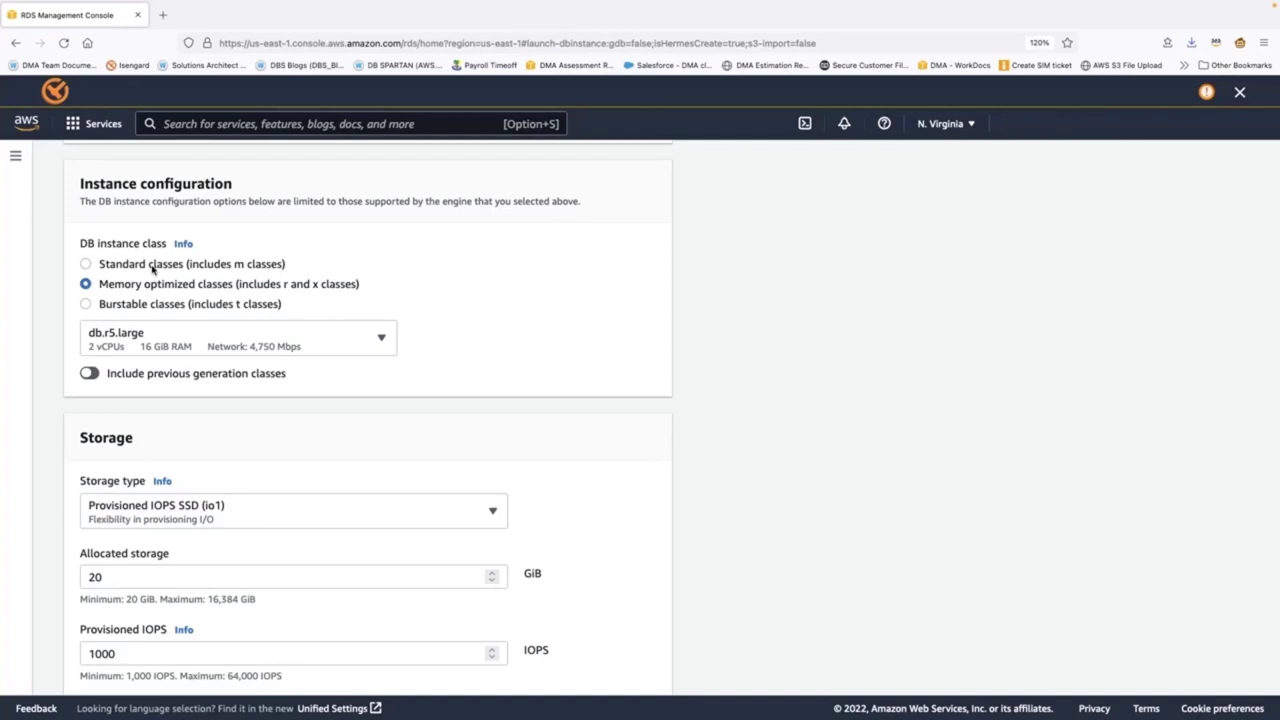 RDS Management Console
https://us-east-1.console.aws.amazon.com/rds/home?region=us-east-1#launch-dbinstance:gdb=false;isHermesCreate=true;s3-import=false
120%
DMA Team Docume... Isengard Solutions Architect ... DBS Blogs (DBS_Bl... DB SPARTAN (AWS... Payroll Timeoff DMA Assessment R... Salesforce - DMA cl... DMA Estimation Re... Secure Customer Fil... DMA - WorkDocs Create SIM ticket AWS S3 File Upload Other Bookmarks
aws Services Search for services, features, blogs, docs, and more [Option+S] N. Virginia
Instance configuration
The DB instance configuration options below are limited to those supported by the engine that you selected above.
DB instance class Info
Standard classes (includes m classes)
Memory optimized classes (includes r and x classes)
Burstable classes (includes t classes)
db.r5.large
2 vCPUs 16 GiB RAM Network: 4,750 Mbps
Include previous generation classes
Storage
Storage type Info
Provisioned IOPS SSD (io1)
Flexibility in provisioning I/O
Allocated storage
20 GiB
Minimum: 20 GiB. Maximum: 16,384 GiB
Provisioned IOPS Info
1000 IOPS
Minimum: 1,000 IOPS. Maximum: 64,000 IOPS
Feedback Looking for language selection? Find it in the new Unified Settings © 2022, Amazon Web Services, Inc. or its affiliates. Privacy Terms Cookie preferences